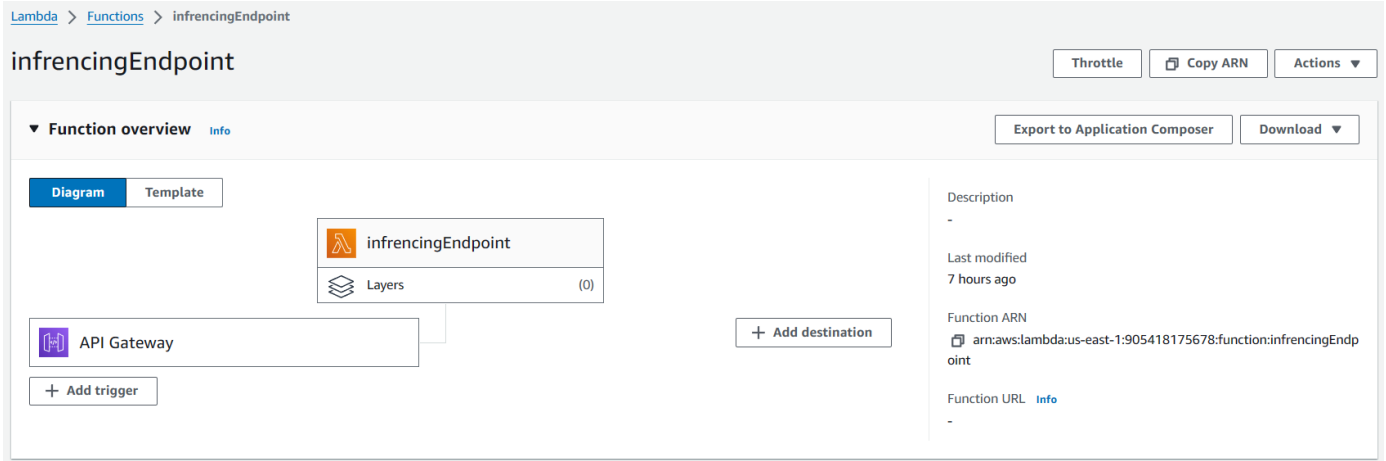 Lambda > Functions > infrencingEndpoint
infrencingEndpoint
Throttle
Copy ARN
Actions
Function overview Info
Export to Application Composer
Download
Diagram
Template
infrencingEndpoint
Layers (0)
API Gateway
+ Add trigger
+ Add destination
Description
-
Last modified
7 hours ago
Function ARN
arn:aws:lambda:us-east-1:905418175678:function:infrencingEndp
oint
Function URL Info
-